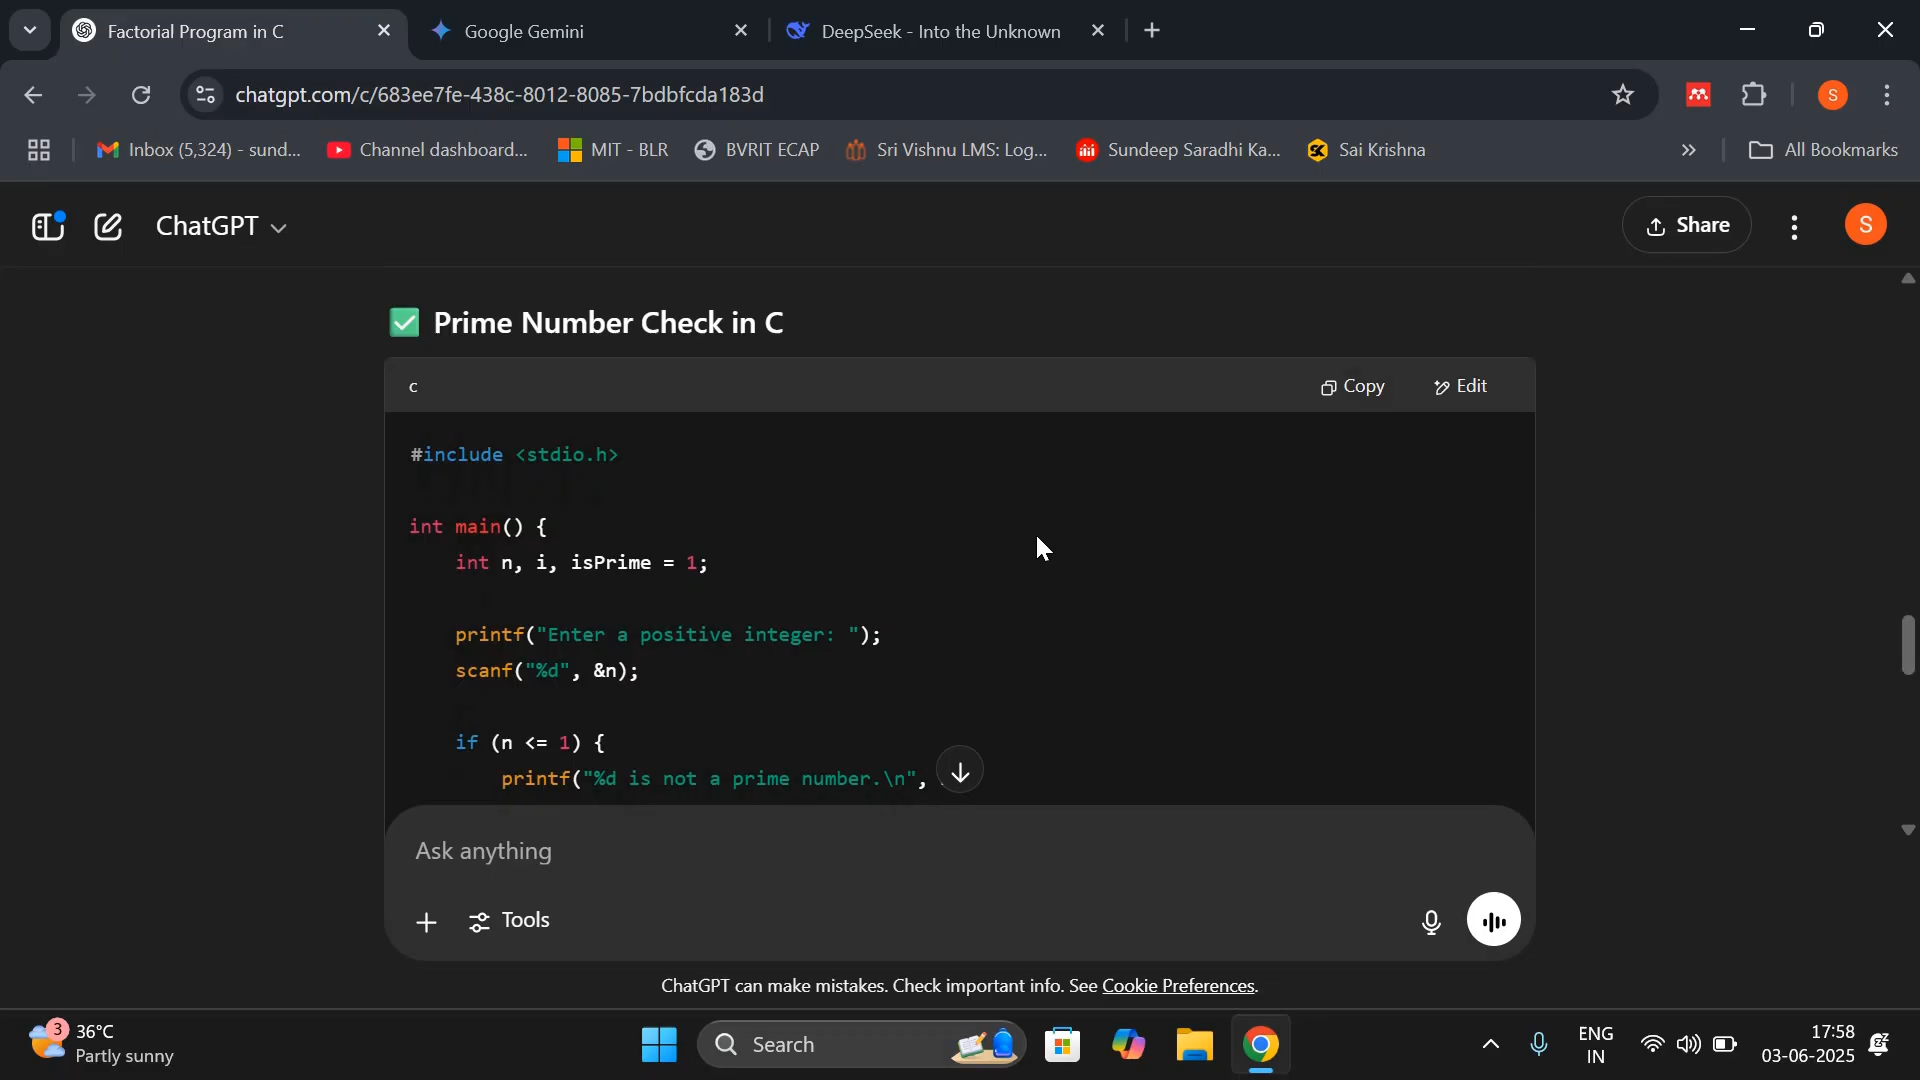 Factorial Program in C
Google Gemini
DeepSeek - Into the Unknown
chatgpt.com/c/683ee7fe-438c-8012-8085-7bdbfcda183d
S
Inbox (5,324) - sund...
Channel dashboard...
MIT - BLR
BVRIT ECAP
Sri Vishnu LMS: Log...
Sundeep Saradhi Ka...
Sai Krishna
All Bookmarks
ChatGPT
Share
S
Prime Number Check in C
c
Copy
Edit
#include <stdio.h>
int main() {
int n, i, isPrime = 1;
printf("Enter a positive integer: ");
scanf("%d", &n);
if (n <= 1) {
printf("%d is not a prime number.\n",
Ask anything
Tools
ChatGPT can make mistakes. Check important info. See Cookie Preferences.
3
36°C
Partly sunny
Search
ENG
IN
17:58
03-06-2025